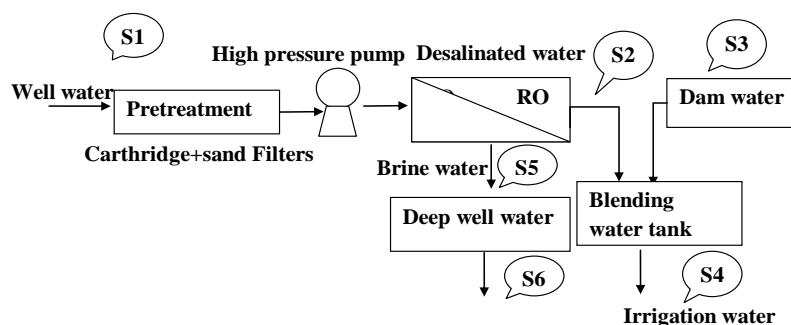 S1
S2
S3
High pressure pump
Desalinated water
Well water
Pretreatment
RO
Dam water
Carthridge+sand Filters
Brine water
S5
Deep well water
Blending
water tank
S6
S4
Irrigation water